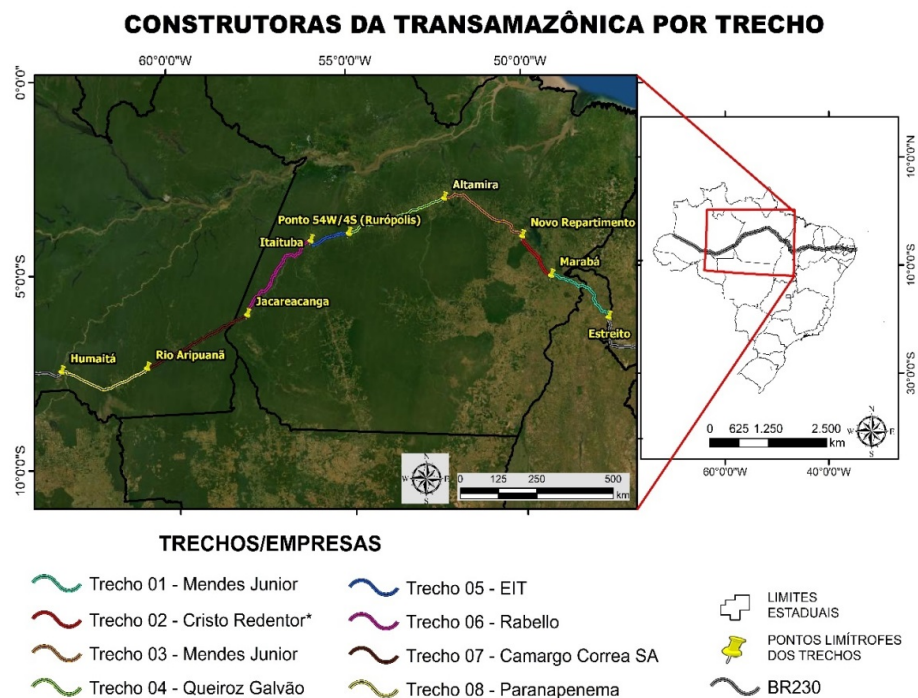 CONSTRUTORAS DA TRANSAMAZÔNICA POR TRECHO
60°0'0"W
55°0'0"W
50°0'0"W
0°0'0"
5°0'0"S
10°0'0"S
Altamira
Ponto 54W/4S (Rurópolis)
Novo Repartimento
Itaituba
Marabá
Jacareacanga
Estreito
Humaitá
Rio Aripuanã
N
W E
S
0 125 250 500
km
10°0'0"N
10°0'0"S
30°0'0"S
0 625 1.250 2.500
km
N
W E
S
60°0'0"W
40°0'0"W
TRECHOS/EMPRESAS
Trecho 01 - Mendes Junior
Trecho 02 - Cristo Redentor*
Trecho 03 - Mendes Junior
Trecho 04 - Queiroz Galvão
Trecho 05 - EIT
Trecho 06 - Rabello
Trecho 07 - Camargo Correa SA
Trecho 08 - Paranapenema
LIMITES
ESTADUAIS
PONTOS LIMÍTROFES
DOS TRECHOS
BR230